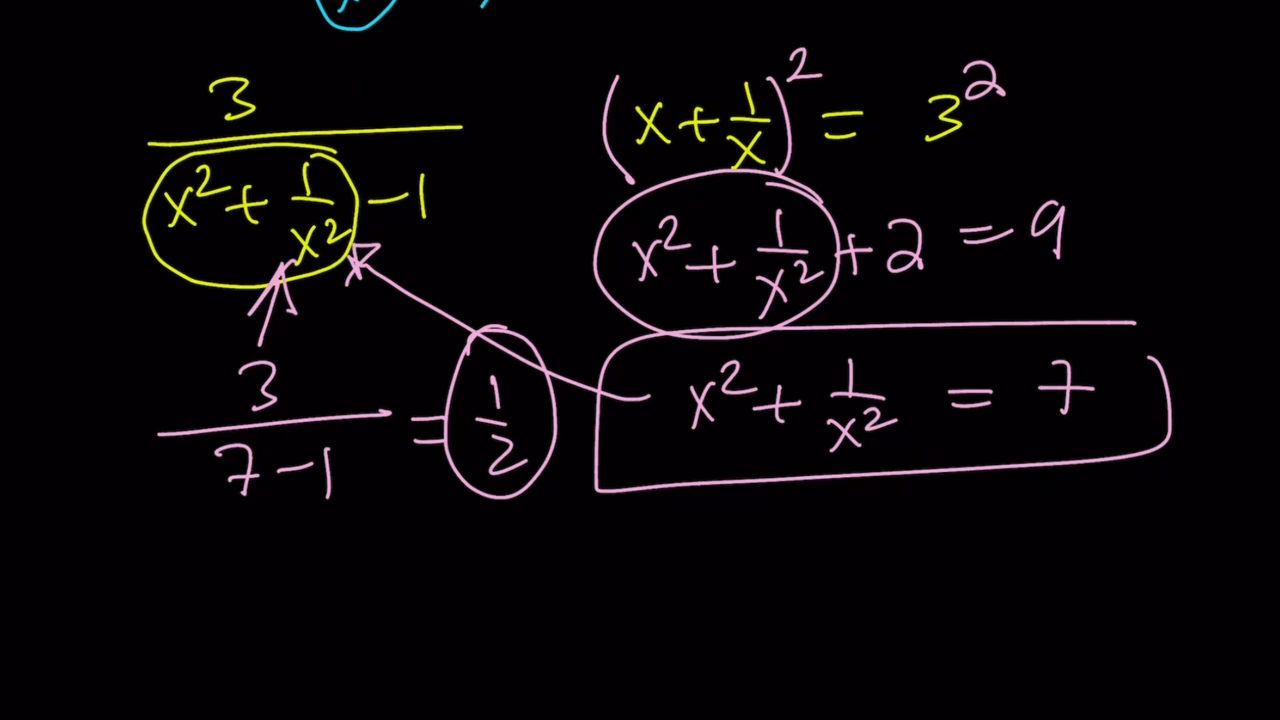 3
x² + 1/x² - 1
3
7 - 1
= 1/2
(x + 1/x)² = 3²
x² + 1/x² + 2 = 9
x² + 1/x² = 7